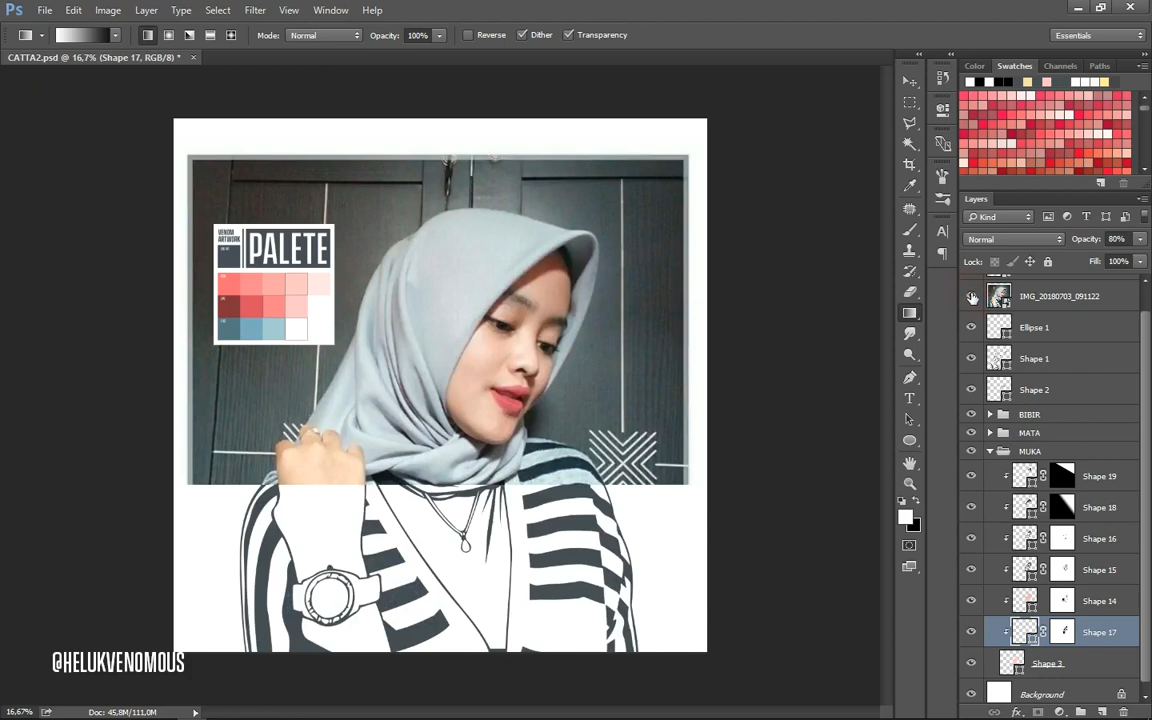 Ps File Edit Image Layer Type Select Filter View Window Help
Mode: Normal Opacity: 100% Reverse Dither Transparency Essentials
CATTA2.psd @ 16,7% (Shape 17, RGB/8) *
Color Swatches Channels Paths
Layers
Kind
Normal Opacity: 80%
Lock: Fill: 100%
IMG_20180703_091122
Ellipse 1
Shape 1
Shape 2
BIBIR
MATA
MUKA
Shape 19
Shape 18
Shape 16
Shape 15
Shape 14
Shape 17
Shape 3
Background
VENOM
ARTWORK
PALETE
@HELUKVENOMOUS
16,67% Doc: 45,8M/111,0M